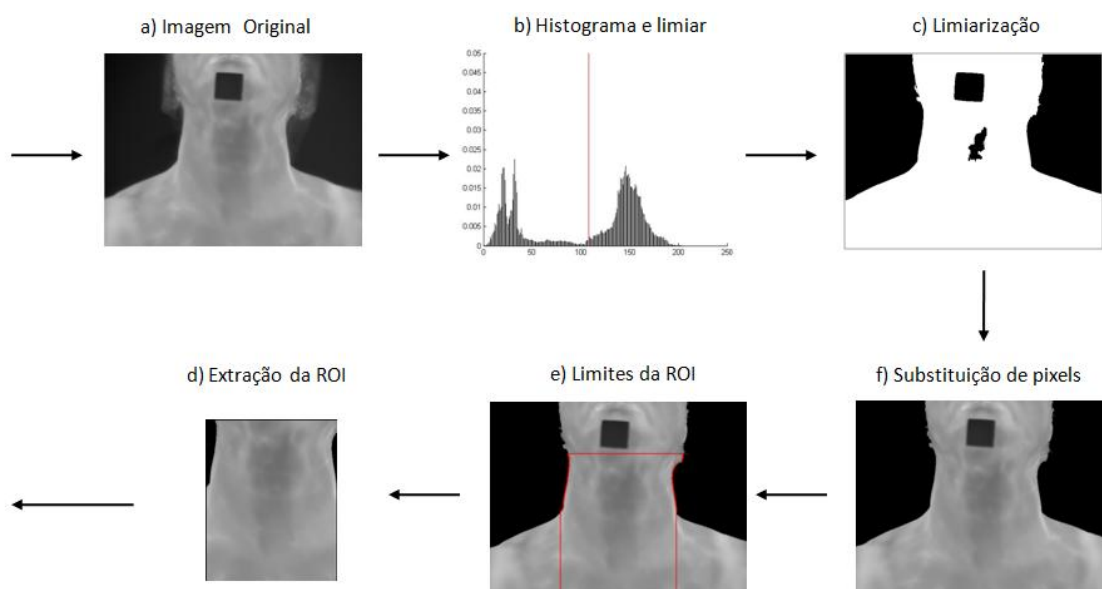 a) Imagem Original
b) Histograma e limiar
c) Limiarização
0.05
0.045
0.04
0.035
0.03
0.025
0.02
0.015
0.01
0.005
0
0 50 100 150 200 250
d) Extração da ROI
e) Limites da ROI
f) Substituição de pixels